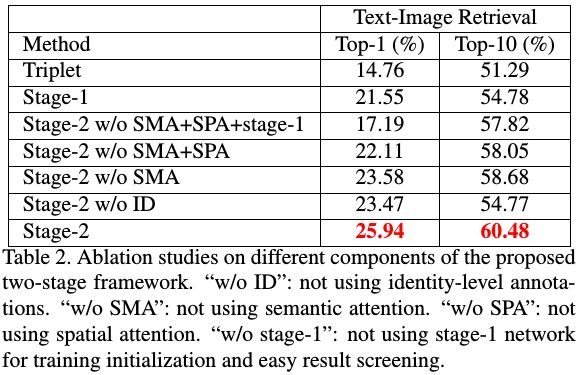 Text-Image Retrieval
Method Top-1 (%) Top-10 (%)
Triplet 14.76 51.29
Stage-1 21.55 54.78
Stage-2 w/o SMA+SPA+stage-1 17.19 57.82
Stage-2 w/o SMA+SPA 22.11 58.05
Stage-2 w/o SMA 23.58 58.68
Stage-2 w/o ID 23.47 54.77
Stage-2 25.94 60.48
Table 2. Ablation studies on different components of the proposed
two-stage framework. “w/o ID”: not using identity-level annota-
tions. “w/o SMA”: not using semantic attention. “w/o SPA”: not
using spatial attention. “w/o stage-1”: not using stage-1 network
for training initialization and easy result screening.